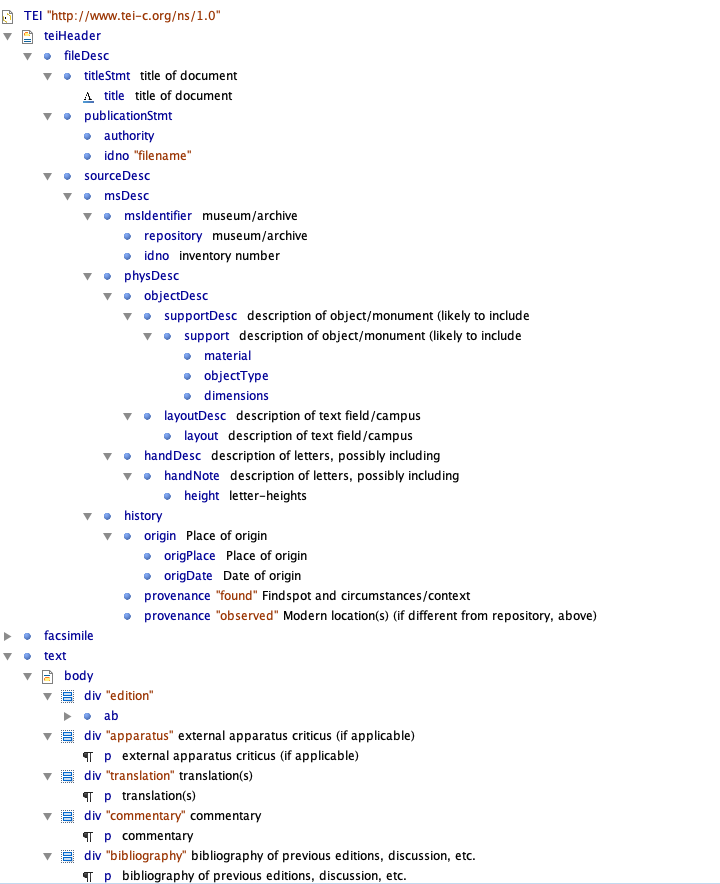 TEI "http://www.tei-c.org/ns/1.0"
teiHeader
fileDesc
titleStmt title of document
title title of document
publicationStmt
authority
idno "filename"
sourceDesc
msDesc
msIdentifier museum/archive
repository museum/archive
idno inventory number
physDesc
objectDesc
supportDesc description of object/monument (likely to include
support description of object/monument (likely to include
material
objectType
dimensions
layoutDesc description of text field/campus
layout description of text field/campus
handDesc description of letters, possibly including
handNote description of letters, possibly including
height letter-heights
history
origin Place of origin
origPlace Place of origin
origDate Date of origin
provenance "found" Findspot and circumstances/context
provenance "observed" Modern location(s) (if different from repository, above)
facsimile
text
body
div "edition"
ab
div "apparatus" external apparatus criticus (if applicable)
¶ p external apparatus criticus (if applicable)
div "translation" translation(s)
¶ p translation(s)
div "commentary" commentary
¶ p commentary
div "bibliography" bibliography of previous editions, discussion, etc.
¶ p bibliography of previous editions, discussion, etc.